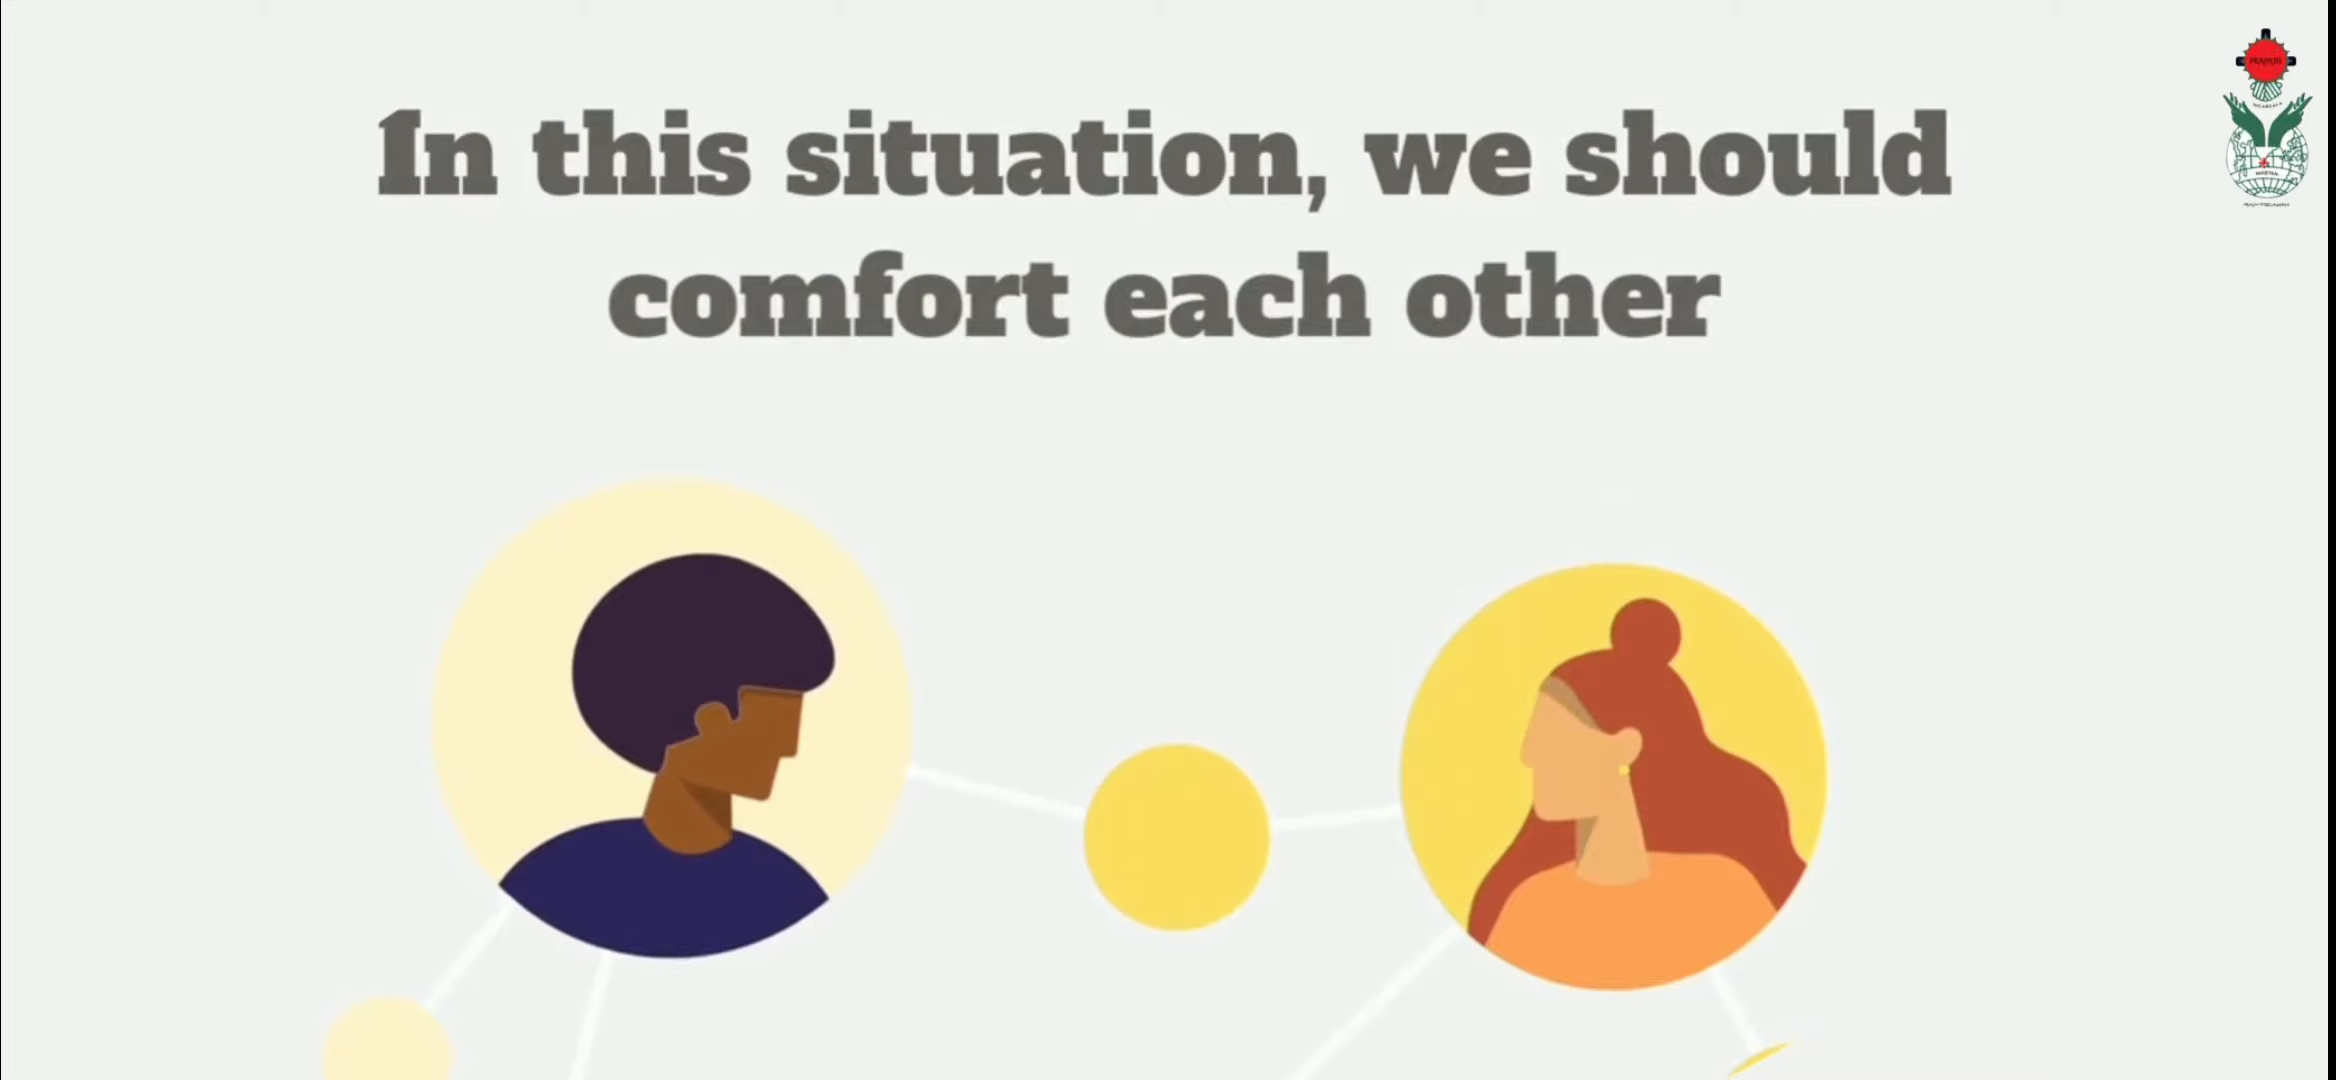 In this situation, we should
comfort each other